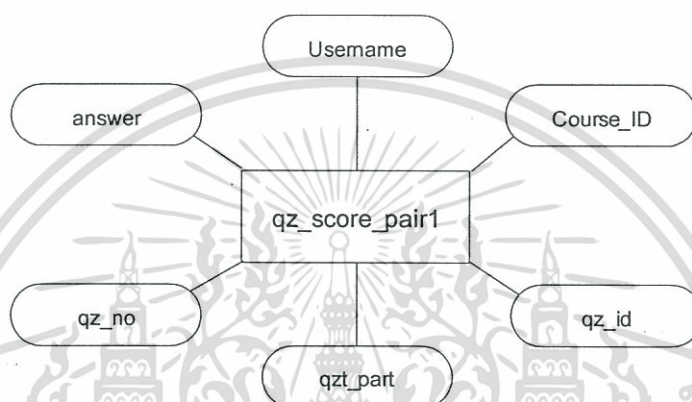 Username
answer
Course_ID
qz_score_pair1
qz_no
qz_id
qzt_part